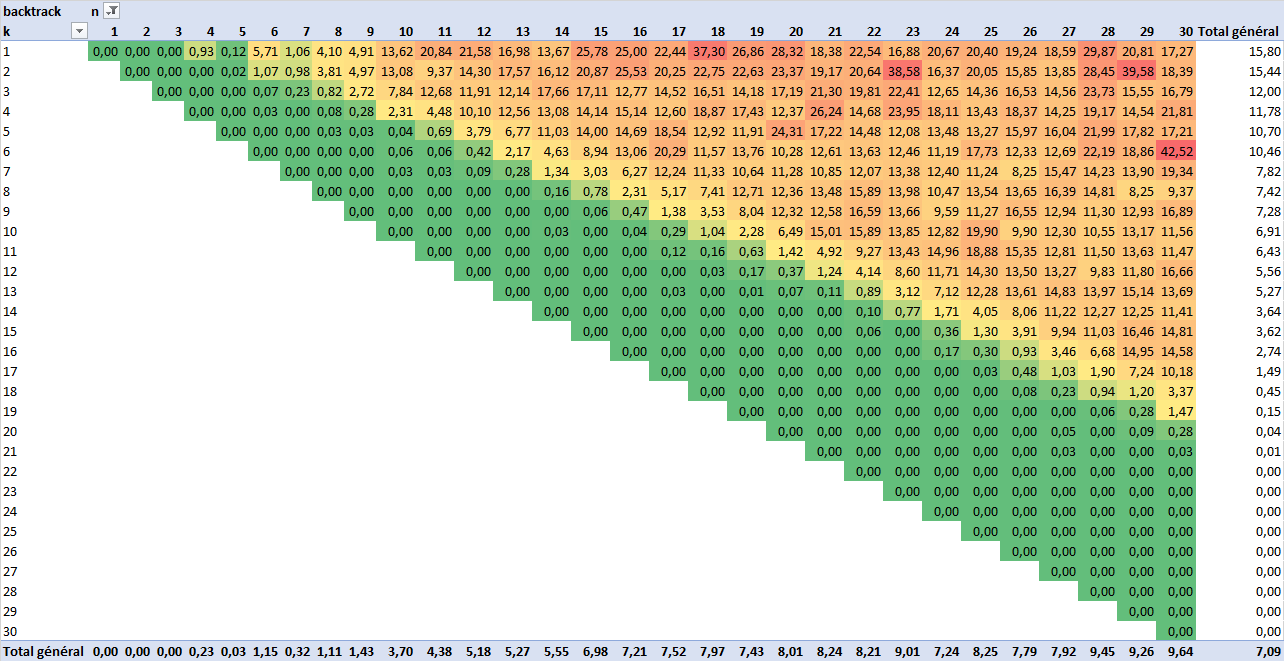 backtrack n
k 1 2 3 4 5 6 7 8 9 10 11 12 13 14 15 16 17 18 19 20 21 22 23 24 25 26 27 28 29 30 Total général
1 0,00 0,00 0,00 0,93 0,12 5,71 1,06 4,10 4,91 13,62 20,84 21,58 16,98 13,67 25,78 25,00 22,44 37,30 26,86 28,32 18,38 22,54 16,88 20,67 20,40 19,24 18,59 29,87 20,81 17,27 15,80
2 0,00 0,00 0,00 0,02 1,07 0,98 3,81 4,97 13,08 9,37 14,30 17,57 16,12 20,87 25,53 20,25 22,75 22,63 23,37 19,17 20,64 38,58 16,37 20,05 15,85 13,85 28,45 39,58 18,39 15,44
3 0,00 0,00 0,00 0,07 0,23 0,82 2,72 7,84 12,68 11,91 12,14 17,66 17,11 12,77 14,52 16,51 14,18 17,19 21,30 19,81 22,41 12,65 14,36 16,53 14,56 23,73 15,55 16,79 12,00
4 0,00 0,00 0,03 0,00 0,08 0,28 2,31 4,48 10,10 12,56 13,08 14,14 15,14 12,60 18,87 17,43 12,37 26,24 14,68 23,95 18,11 13,43 18,37 14,25 19,17 14,54 21,81 11,78
5 0,00 0,00 0,00 0,03 0,03 0,04 0,69 3,79 6,77 11,03 14,00 14,69 18,54 12,92 11,91 24,31 17,22 14,48 12,08 13,48 13,27 15,97 16,04 21,99 17,82 17,21 10,70
6 0,00 0,00 0,00 0,00 0,06 0,06 0,42 2,17 4,63 8,94 13,06 20,29 11,57 13,76 10,28 12,61 13,63 12,46 11,19 17,73 12,33 12,69 22,19 18,86 42,52 10,46
7 0,00 0,00 0,00 0,03 0,03 0,09 0,28 1,34 3,03 6,27 12,24 11,33 10,64 11,28 10,85 12,07 13,38 12,40 11,24 8,25 15,47 14,23 13,90 19,34 7,82
8 0,00 0,00 0,00 0,00 0,00 0,00 0,16 0,78 2,31 5,17 7,41 12,71 12,36 13,48 15,89 13,98 10,47 13,54 13,65 16,39 14,81 8,25 9,37 7,42
9 0,00 0,00 0,00 0,00 0,00 0,00 0,06 0,47 1,38 3,53 8,04 12,32 12,58 16,59 13,66 9,59 11,27 16,55 12,94 11,30 12,93 16,89 7,28
10 0,00 0,00 0,00 0,00 0,03 0,00 0,04 0,29 1,04 2,28 6,49 15,01 15,89 13,85 12,82 19,90 9,90 12,30 10,55 13,17 11,56 6,91
11 0,00 0,00 0,00 0,00 0,00 0,00 0,12 0,16 0,63 1,42 4,92 9,27 13,43 14,96 18,88 15,35 12,81 11,50 13,63 11,47 6,43
12 0,00 0,00 0,00 0,00 0,00 0,00 0,03 0,17 0,37 1,24 4,14 8,60 11,71 14,30 13,50 13,27 9,83 11,80 16,66 5,56
13 0,00 0,00 0,00 0,00 0,03 0,00 0,01 0,07 0,11 0,89 3,12 7,12 12,28 13,61 14,83 13,97 15,14 13,69 5,27
14 0,00 0,00 0,00 0,00 0,00 0,00 0,00 0,00 0,10 0,77 1,71 4,05 8,06 11,22 12,27 12,25 11,41 3,64
15 0,00 0,00 0,00 0,00 0,00 0,00 0,00 0,06 0,00 0,36 1,30 3,91 9,94 11,03 16,46 14,81 3,62
16 0,00 0,00 0,00 0,00 0,00 0,00 0,00 0,00 0,17 0,30 0,93 3,46 6,68 14,95 14,58 2,74
17 0,00 0,00 0,00 0,00 0,00 0,00 0,00 0,00 0,03 0,48 1,03 1,90 7,24 10,18 1,49
18 0,00 0,00 0,00 0,00 0,00 0,00 0,00 0,00 0,08 0,23 0,94 1,20 3,37 0,45
19 0,00 0,00 0,00 0,00 0,00 0,00 0,00 0,00 0,00 0,06 0,28 1,47 0,15
20 0,00 0,00 0,00 0,00 0,00 0,00 0,00 0,05 0,00 0,09 0,28 0,04
21 0,00 0,00 0,00 0,00 0,00 0,00 0,03 0,00 0,00 0,03 0,01
22 0,00 0,00 0,00 0,00 0,00 0,00 0,00 0,00 0,00 0,00
23 0,00 0,00 0,00 0,00 0,00 0,00 0,00 0,00 0,00
24 0,00 0,00 0,00 0,00 0,00 0,00 0,00 0,00
25 0,00 0,00 0,00 0,00 0,00 0,00 0,00
26 0,00 0,00 0,00 0,00 0,00 0,00
27 0,00 0,00 0,00 0,00 0,00
28 0,00 0,00 0,00 0,00
29 0,00 0,00 0,00
30 0,00 0,00
Total général 0,00 0,00 0,00 0,23 0,03 1,15 0,32 1,11 1,43 3,70 4,38 5,18 5,27 5,55 6,98 7,21 7,52 7,97 7,43 8,01 8,24 8,21 9,01 7,24 8,25 7,79 7,92 9,45 9,26 9,64 7,09